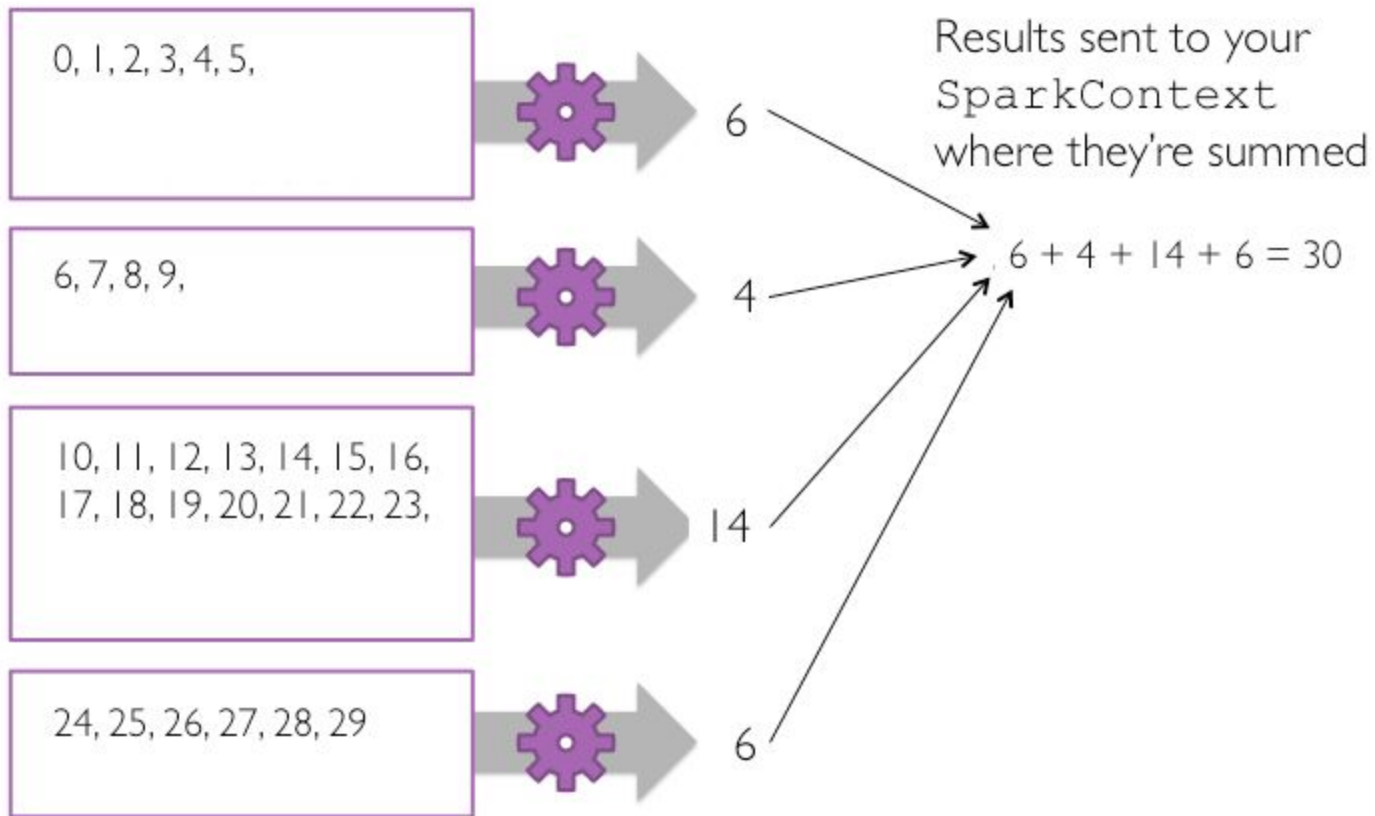 0, 1, 2, 3, 4, 5,
6
Results sent to your
SparkContext
where they're summed
6, 7, 8, 9,
4
6 + 4 + 14 + 6 = 30
10, 11, 12, 13, 14, 15, 16,
17, 18, 19, 20, 21, 22, 23,
14
24, 25, 26, 27, 28, 29
6